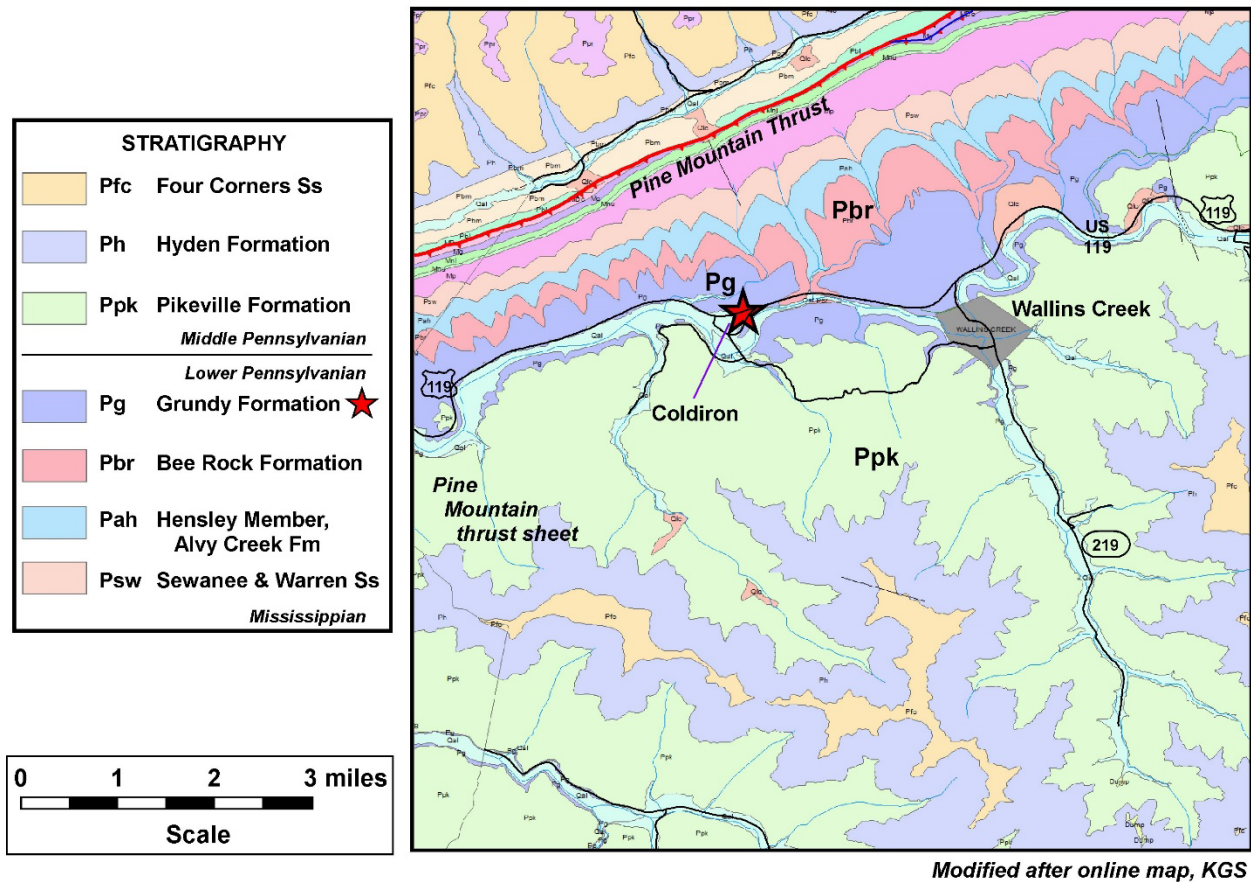 STRATIGRAPHY
Pfc Four Corners Ss
Ph Hyden Formation
Ppk Pikeville Formation
Middle Pennsylvanian
Lower Pennsylvanian
Pg Grundy Formation
Pbr Bee Rock Formation
Pah Hensley Member,
Alvy Creek Fm
Psw Sewanee & Warren Ss
Mississippian
0 1 2 3 miles
Scale
Pine Mountain Thrust
Pbr
Pg
US
119
119
Wallins Creek
WALLINS CREEK
119
Coldiron
Ppk
Pine
Mountain
thrust sheet
219
Modified after online map, KGS